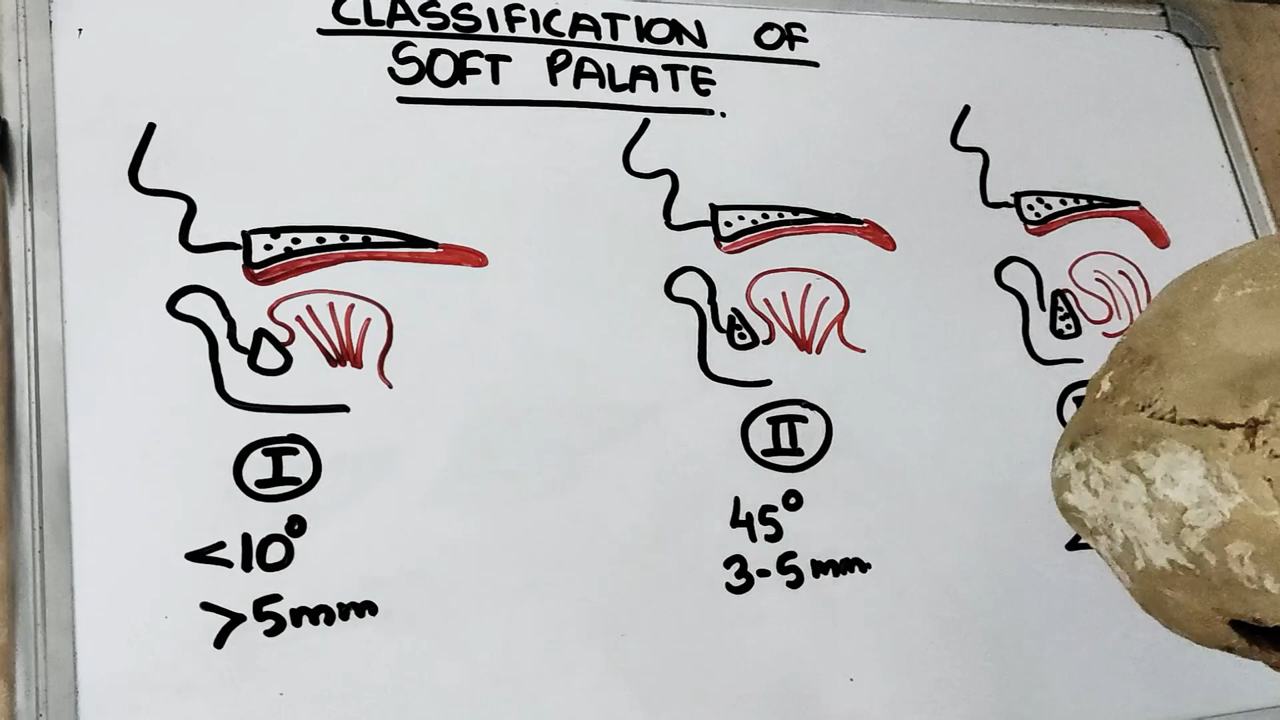 CLASSIFICATION OF
SOFT PALATE.
I
<10°
>5mm
II
45°
3-5mm
<